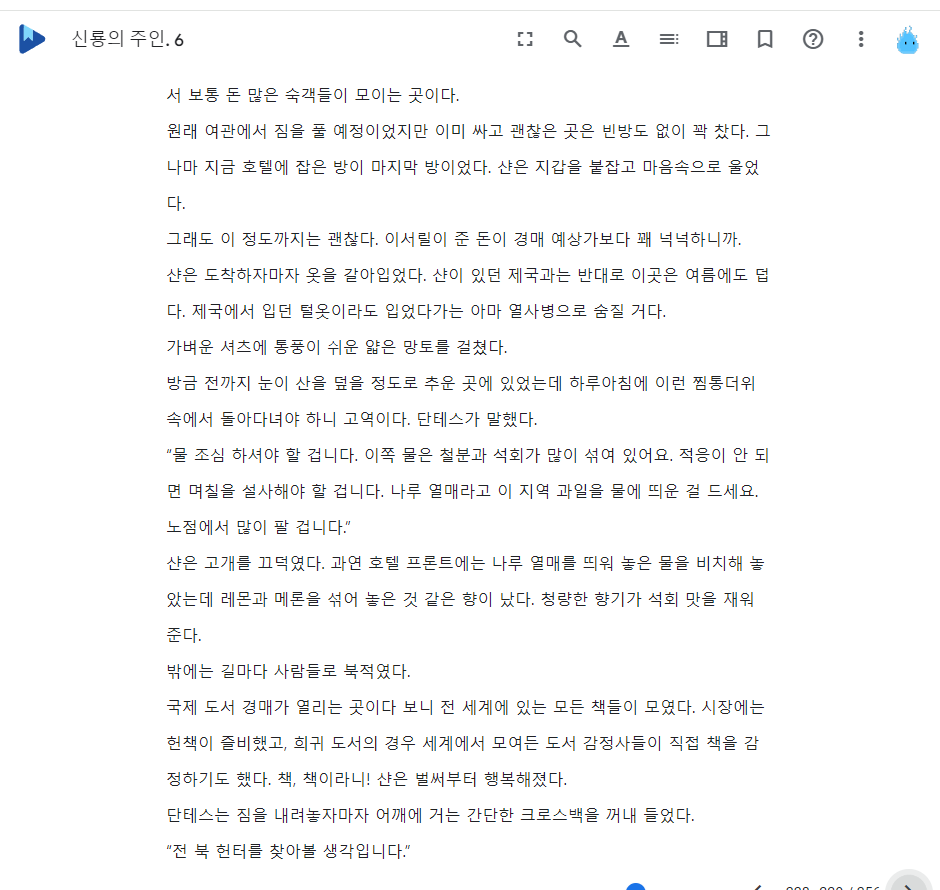 신룡의 주인. 6
서 보통 돈 많은 숙객들이 모이는 곳이다.
원래 여관에서 짐을 풀 예정이었지만 이미 싸고 괜찮은 곳은 빈방도 없이 꽉 찼다. 그
나마 지금 호텔에 잡은 방이 마지막 방이었다. 샨은 지갑을 붙잡고 마음속으로 울었
다.
그래도 이 정도까지는 괜찮다. 이서릴이 준 돈이 경매 예상가보다 꽤 넉넉하니까.
샨은 도착하자마자 옷을 갈아입었다. 샨이 있던 제국과는 반대로 이곳은 여름에도 덥
다. 제국에서 입던 털옷이라도 입었다가는 아마 열사병으로 숨질 거다.
가벼운 셔츠에 통풍이 쉬운 얇은 망토를 걸쳤다.
방금 전까지 눈이 산을 덮을 정도로 추운 곳에 있었는데 하루아침에 이런 찜통더위
속에서 돌아다녀야 하니 고역이다. 단테스가 말했다.
“물 조심 하셔야 할 겁니다. 이쪽 물은 철분과 석회가 많이 섞여 있어요. 적응이 안 되
면 며칠을 설사해야 할 겁니다. 나루 열매라고 이 지역 과일을 물에 띄운 걸 드세요.
노점에서 많이 팔 겁니다.”
샨은 고개를 끄덕였다. 과연 호텔 프론트에는 나루 열매를 띄워 놓은 물을 비치해 놓
았는데 레몬과 메론을 섞어 놓은 것 같은 향이 났다. 청량한 향기가 석회 맛을 재워
준다.
밖에는 길마다 사람들로 북적였다.
국제 도서 경매가 열리는 곳이다 보니 전 세계에 있는 모든 책들이 모였다. 시장에는
헌책이 즐비했고, 희귀 도서의 경우 세계에서 모여든 도서 감정사들이 직접 책을 감
정하기도 했다. 책, 책이라니! 샨은 벌써부터 행복해졌다.
단테스는 짐을 내려놓자마자 어깨에 거는 간단한 크로스백을 꺼내 들었다.
“전 북 헌터를 찾아볼 생각입니다.”